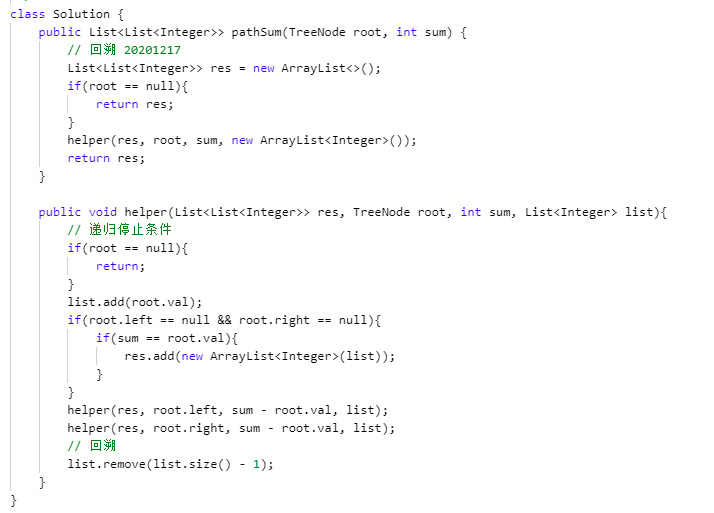 class Solution {
    public List<List<Integer>> pathSum(TreeNode root, int sum) {
        // 回溯 20201217
        List<List<Integer>> res = new ArrayList<>();
        if(root == null){
            return res;
        }
        helper(res, root, sum, new ArrayList<Integer>());
        return res;
    }

    public void helper(List<List<Integer>> res, TreeNode root, int sum, List<Integer> list){
        // 递归停止条件
        if(root == null){
            return;
        }
        list.add(root.val);
        if(root.left == null && root.right == null){
            if(sum == root.val){
                res.add(new ArrayList<Integer>(list));
            }
        }
        helper(res, root.left, sum - root.val, list);
        helper(res, root.right, sum - root.val, list);
        // 回溯
        list.remove(list.size() - 1);
    }
}